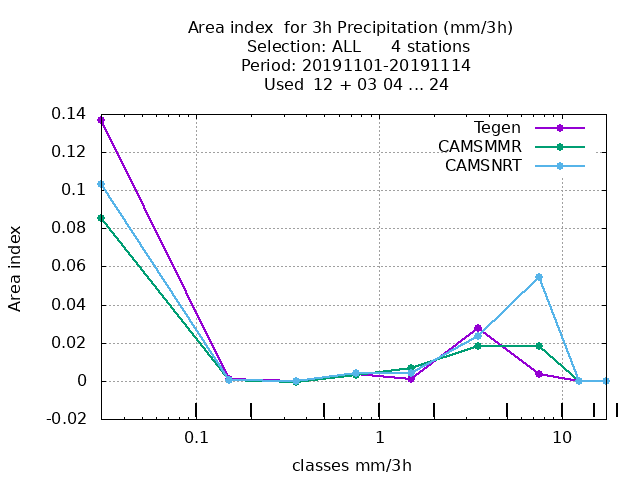 Area index  for 3h Precipitation (mm/3h)
Selection: ALL      4 stations
Period: 20191101-20191114
Used  12 + 03 04 ... 24
Tegen
CAMSMMR
CAMSNRT
0.14
0.12
0.1
0.08
0.06
0.04
0.02
0
-0.02
Area index
0.1
1
10
classes mm/3h